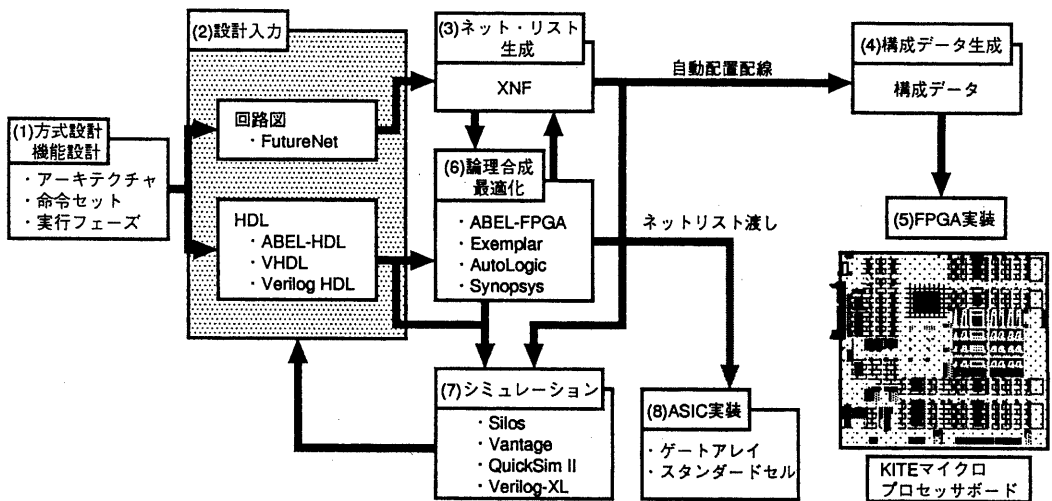 (1)方式設計
機能設計
・アーキテクチャ
・命令セット
・実行フェーズ
(2)設計入力
回路図
・FutureNet
HDL
・ABEL-HDL
・VHDL
・Verilog HDL
(3)ネット・リスト
生成
XNF
(6)論理合成
最適化
・ABEL-FPGA
・Exemplar
・AutoLogic
・Synopsys
(7)シミュレーション
・Silos
・Vantage
・QuickSim II
・Verilog-XL
自動配置配線
ネットリスト渡し
(4)構成データ生成
構成データ
(5)FPGA実装
(8)ASIC実装
・ゲートアレイ
・スタンダードセル
KITEマイクロ
プロセッサボード